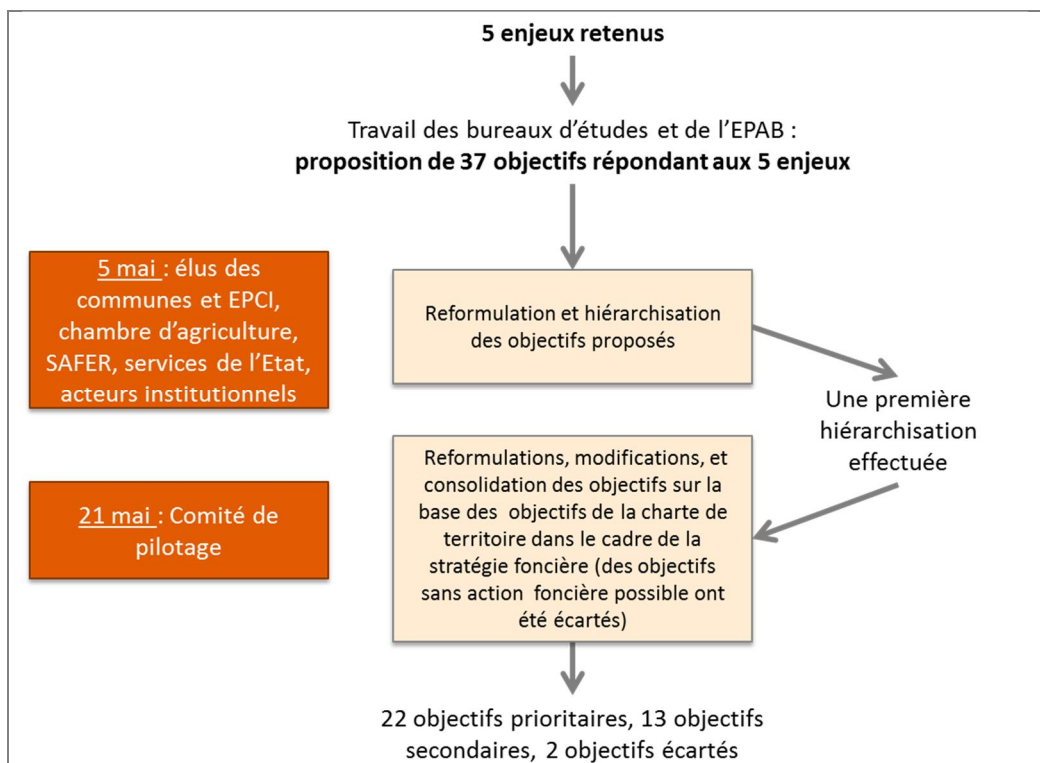 5 enjeux retenus
Travail des bureaux d'études et de l'EPAB :
proposition de 37 objectifs répondant aux 5 enjeux
5 mai : élus des
communes et EPCI,
chambre d'agriculture,
SAFER, services de l'Etat,
acteurs institutionnels
Reformulation et hiérarchisation
des objectifs proposés
Une première
hiérarchisation
effectuée
21 mai : Comité de
pilotage
Reformulations, modifications, et
consolidation des objectifs sur la
base des objectifs de la charte de
territoire dans le cadre de la
stratégie foncière (des objectifs
sans action foncière possible ont
été écartés)
22 objectifs prioritaires, 13 objectifs
secondaires, 2 objectifs écartés